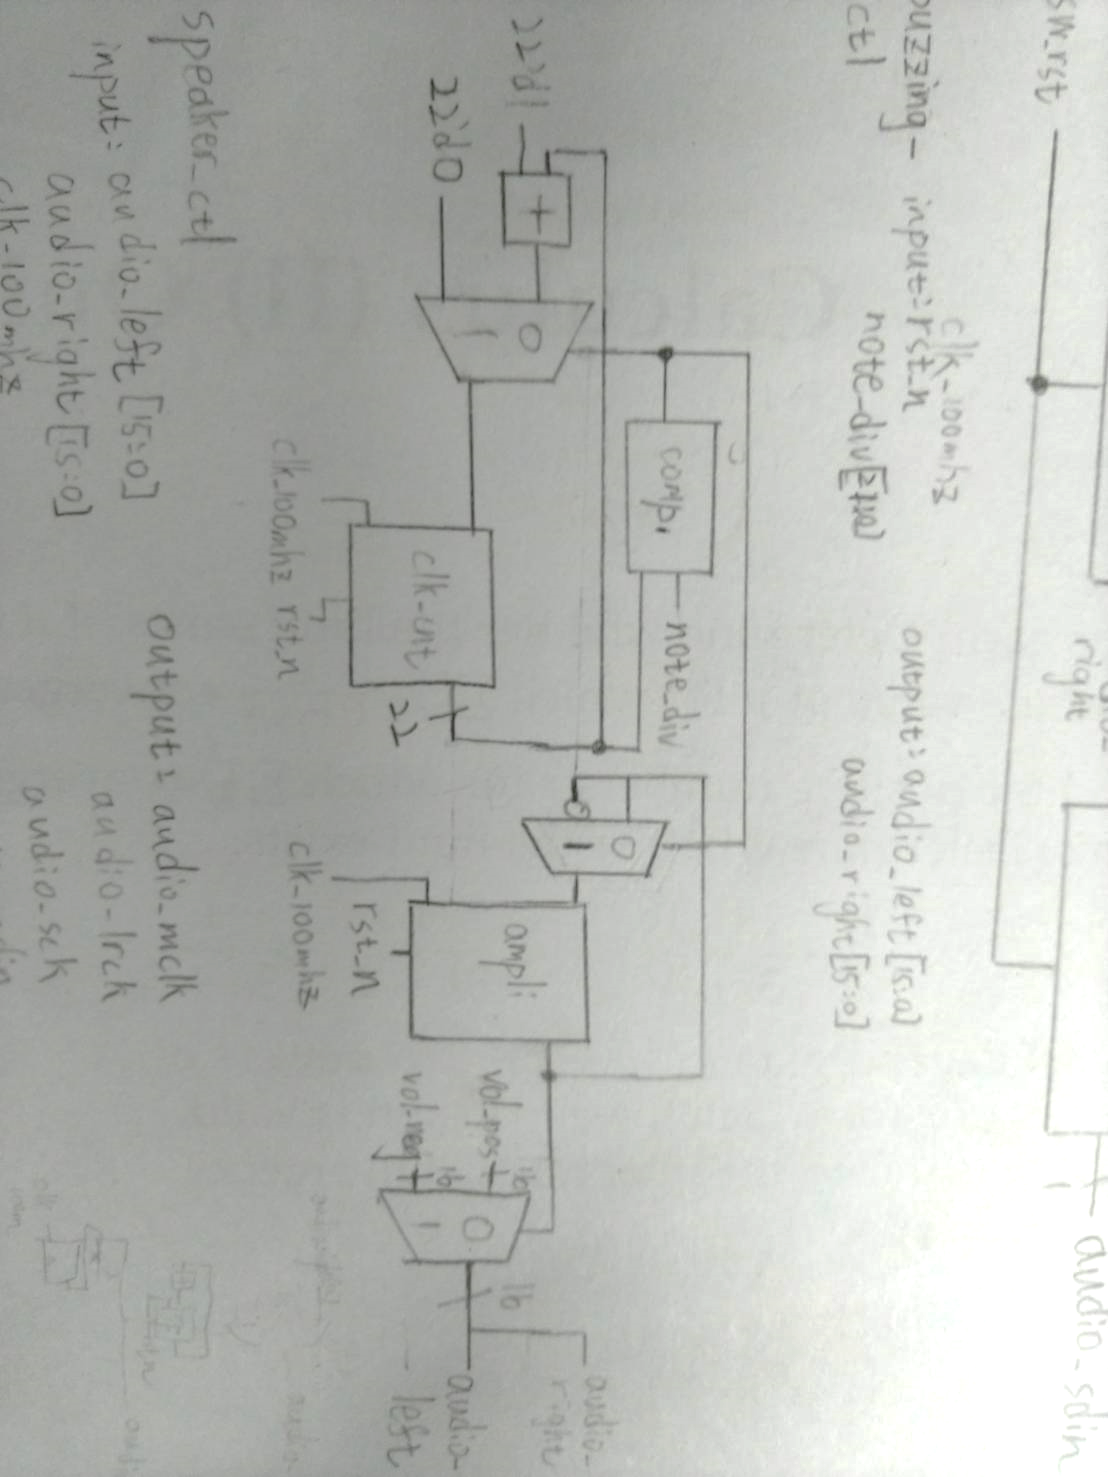 sw_rst
right
audio_sdin
1
buzzing_ctl
input: clk_100mhz
rst_n
note_div
output: audio_left[15:0]
audio_right[15:0]
22'd1
22'd0
+
0
1
comp.
note_div
clk_cnt
clk_100mhz
rst_n
22
0
1
ampli
rst_n
clk_100mhz
vol_pos
16
vol_neg
16
0
1
16
audio_right
audio_left
speaker_ctl
input: audio_left[15:0]
audio_right[15:0]
clk_100mhz
output: audio_mclk
audio_lrck
audio_sck